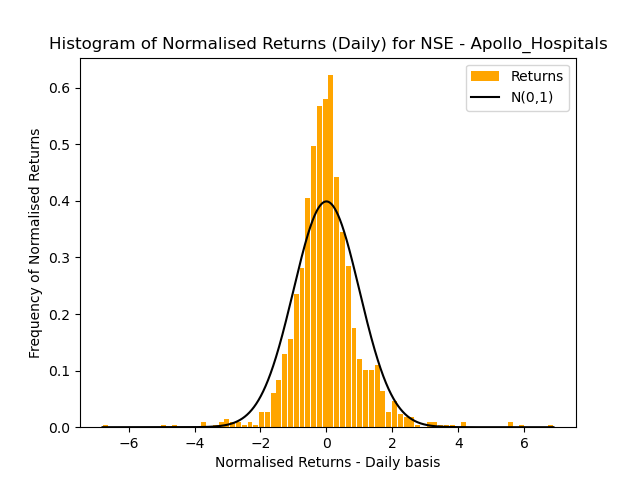 Histogram of Normalised Returns (Daily) for NSE - Apollo_Hospitals
Returns
N(0,1)
Frequency of Normalised Returns
0.6
0.5
0.4
0.3
0.2
0.1
0.0
−6
−4
−2
0
2
4
6
Normalised Returns - Daily basis